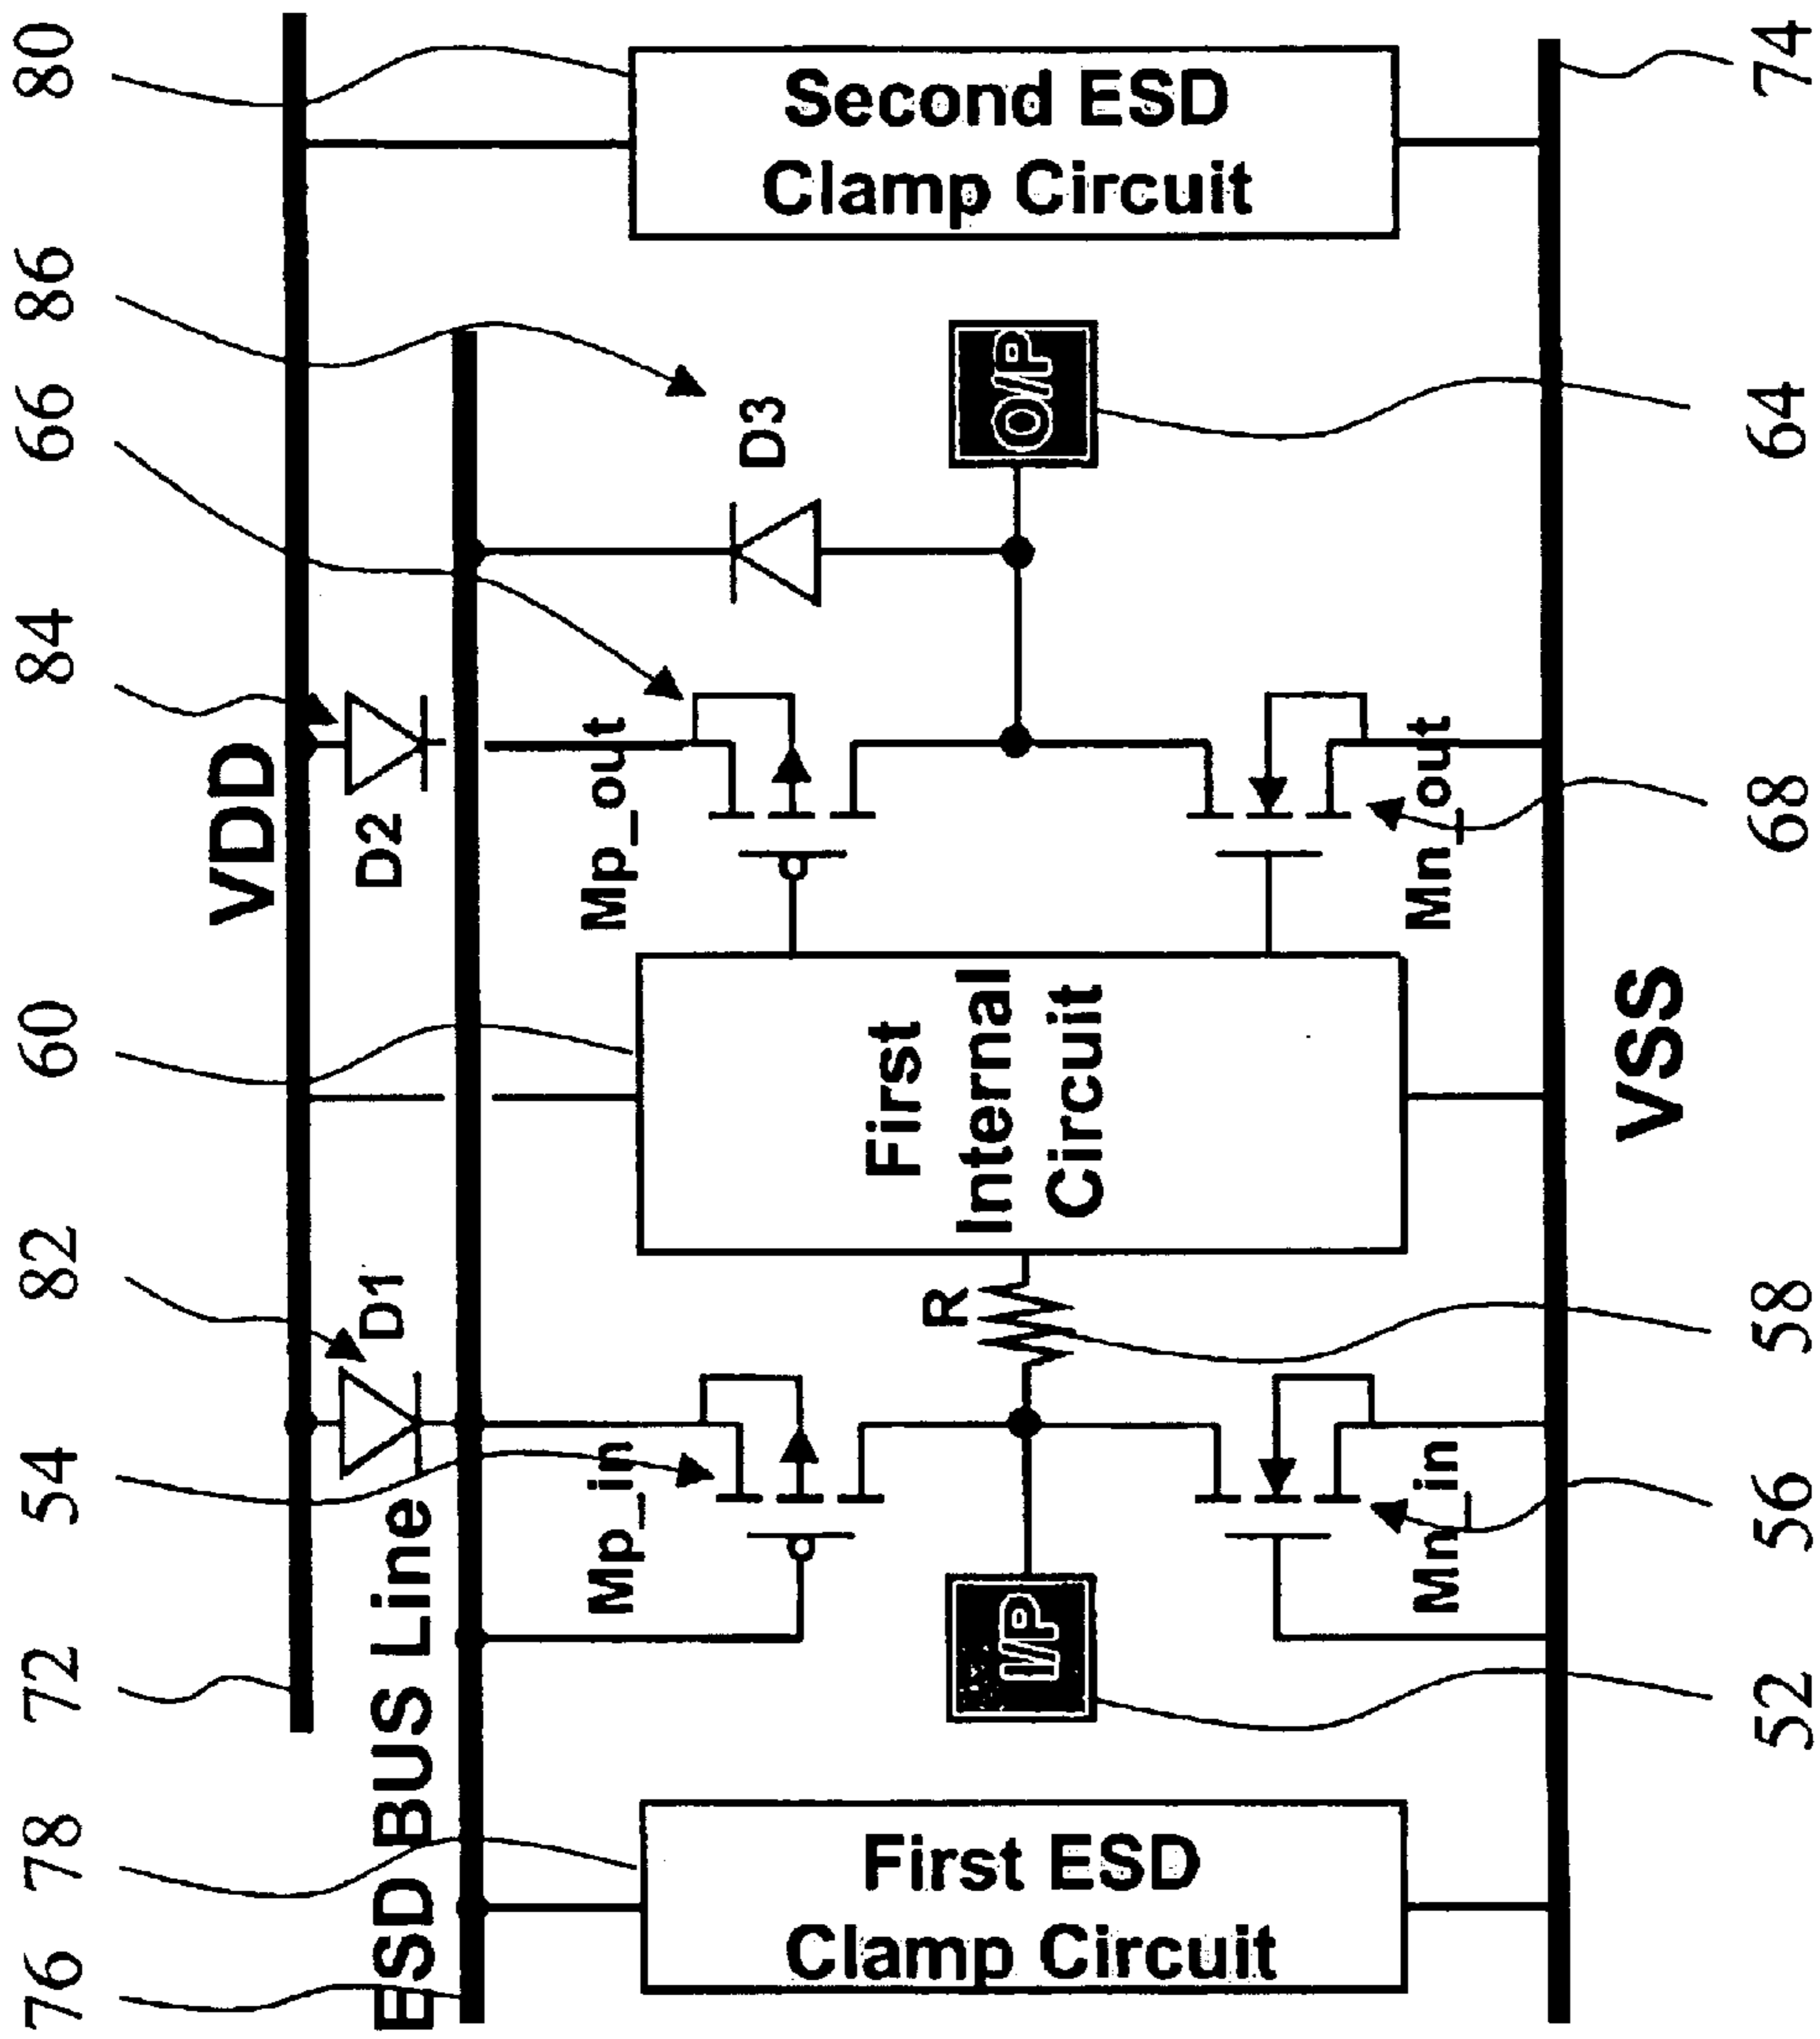 80
86
66
84
60
82
54
72
78
76
VDD
ESD BUS Line
D1
D2
D3
Second ESD
Clamp Circuit
Mp_out
Mn_out
O/P
First
Internal
Circuit
R
Mp_in
Mn_in
I/P
First ESD
Clamp Circuit
VSS
74
64
68
58
56
52